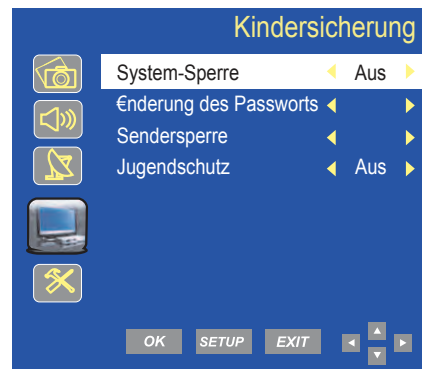 Kindersicherung
System-Sperre Aus
€nderung des Passworts
Sendersperre
Jugendschutz Aus
OK SETUP EXIT